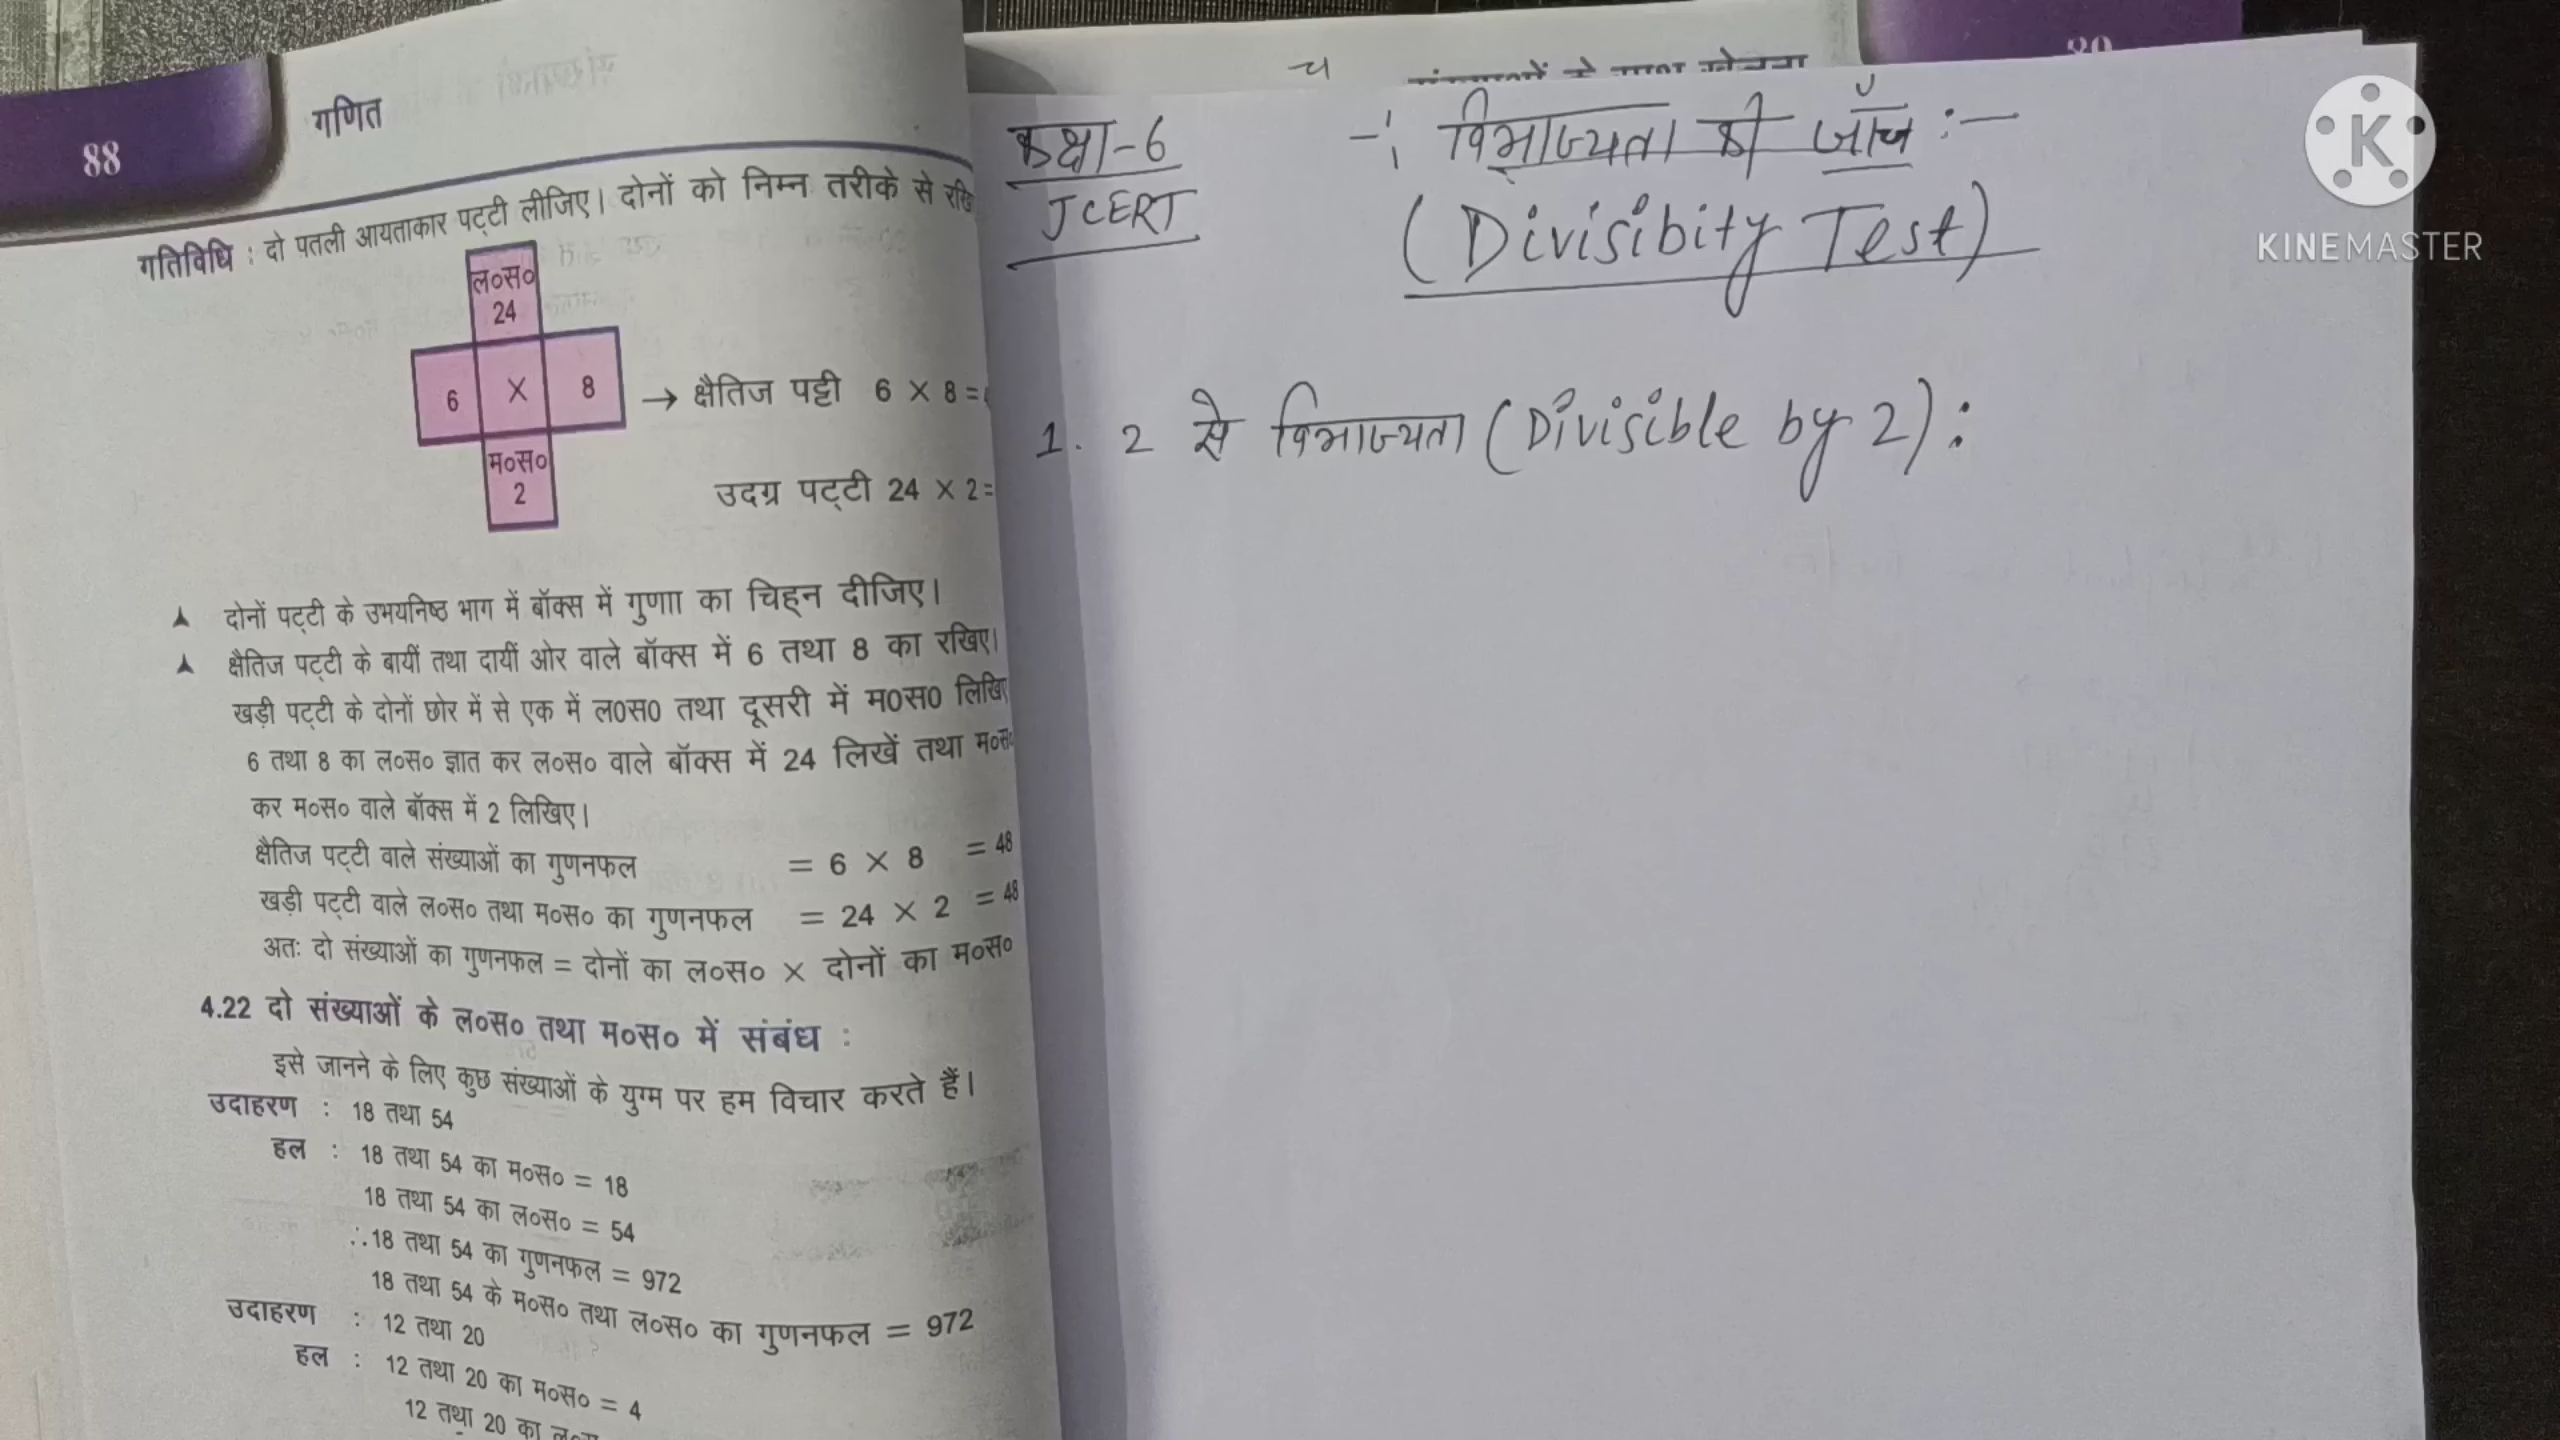 88
गणित
गतिविधि : दो पतली आयताकार पट्टी लीजिए। दोनों को निम्न तरीके से
ल०स०
24
6 X 8
म०स०
2
→ क्षैतिज पट्टी 6 × 8 =
उदग्र पट्टी 24 × 2 =
दोनों पट्टी के उभयनिष्ठ भाग में बॉक्स में गुणाा का चिह्न दीजिए।
क्षैतिज पट्टी के बायीं तथा दायीं ओर वाले बॉक्स में 6 तथा 8 का रखिए।
खड़ी पट्टी के दोनों छोर में से एक में ल0स0 तथा दूसरी में म0स0
6 तथा 8 का ल०स० ज्ञात कर ल०स० वाले बॉक्स में 24 लिखें तथा
कर म०स० वाले बॉक्स में 2 लिखिए।
क्षैतिज पट्टी वाले संख्याओं का गुणनफल = 6 × 8 = 48
खड़ी पट्टी वाले ल०स० तथा म०स० का गुणनफल = 24 × 2 = 48
अतः दो संख्याओं का गुणनफल = दोनों का ल०स० × दोनों का म०स०
4.22 दो संख्याओं के ल०स० तथा म०स० में संबंध :
इसे जानने के लिए कुछ संख्याओं के युग्म पर हम विचार करते हैं।
उदाहरण : 18 तथा 54
हल : 18 तथा 54 का म०स० = 18
18 तथा 54 का ल०स० = 54
∴18 तथा 54 का गुणनफल = 972
18 तथा 54 के म०स० तथा ल०स० का गुणनफल = 972
उदाहरण : 12 तथा 20
हल : 12 तथा 20 का म०स० = 4
12 तथा 20 का
कक्षा-6
JCERT
-: विभाज्यता की जाँच :-
(Divisibity Test)
1. 2 से विभाज्यता (Divisible by 2) :
K
KINEMASTER